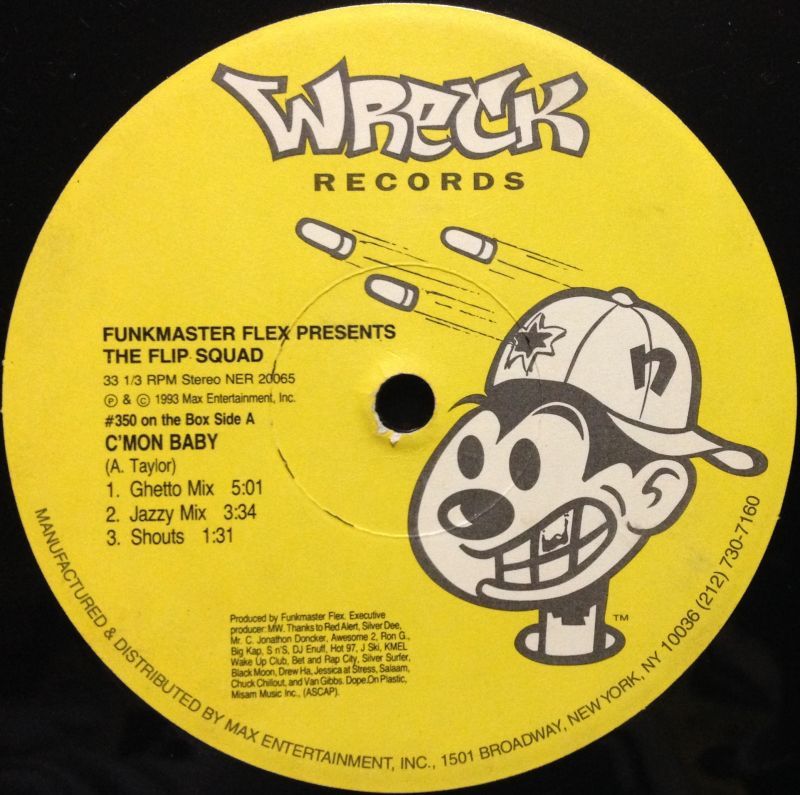 WRECK
RECORDS
n
FUNKMASTER FLEX PRESENTS
THE FLIP SQUAD
33 1/3 RPM Stereo NER 20065
℗ & © 1993 Max Entertainment, Inc.
#350 on the Box Side A
C'MON BABY
(A. Taylor)
1. Ghetto Mix 5:01
2. Jazzy Mix 3:34
3. Shouts 1:31
TM
Produced by Funkmaster Flex. Executive
producer: MW. Thanks to Red Alert, Silver Dee,
Mr. C. Jonathon Doncker, Awesome 2, Ron G.,
Big Kap, S n'S, DJ Enuff, Hot 97, J Ski, KMEL
Wake Up Club, Bet and Rap City, Silver Surfer,
Black Moon, Drew Ha, Jessica at Stress, Salaam,
Chuck Chillout, and Van Gibbs. Dope.On Plastic,
Misam Music Inc., (ASCAP).
MANUFACTURED & DISTRIBUTED BY MAX ENTERTAINMENT, INC., 1501 BROADWAY, NEW YORK, NY 10036 (212) 730-7160